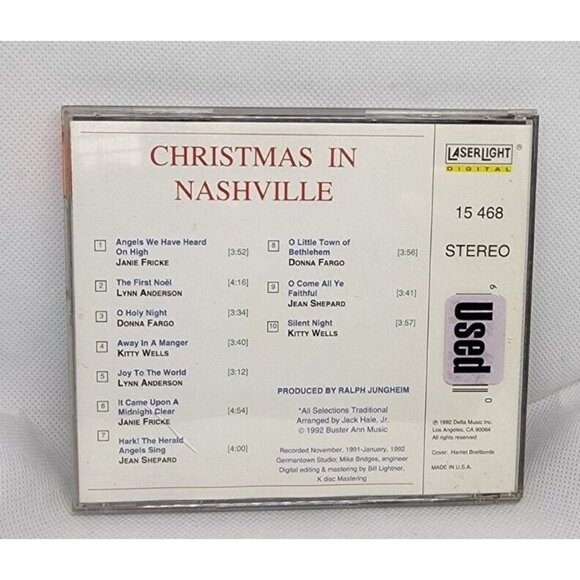 CHRISTMAS IN
NASHVILLE
1 Angels We Have Heard
On High [3:52]
JANIE FRICKE
2 The First Noël [4:16]
LYNN ANDERSON
3 O Holy Night [3:34]
DONNA FARGO
4 Away In A Manger [3:40]
KITTY WELLS
5 Joy To The World [3:12]
LYNN ANDERSON
6 It Came Upon A
Midnight Clear [4:54]
JANIE FRICKE
7 Hark! The Herald
Angels Sing [4:00]
JEAN SHEPARD
8 O Little Town of
Bethlehem [3:56]
DONNA FARGO
9 O Come All Ye
Faithful [3:41]
JEAN SHEPARD
10 Silent Night [3:57]
KITTY WELLS
PRODUCED BY RALPH JUNGHEIM
*All Selections Traditional
Arranged by Jack Hale, Jr.
© 1992 Buster Ann Music
Recorded November, 1991-January, 1992
Germantown Studio; Mike Bridges, engineer
Digital editing & mastering by Bill Lightner,
K disc Mastering
LASERLIGHT ®
DIGITAL
15 468
STEREO
6
Used
0
℗ 1992 Delta Music Inc.
Los Angeles, CA 90064
All rights reserved
Cover: Harriet Breitborde
MADE IN U.S.A.